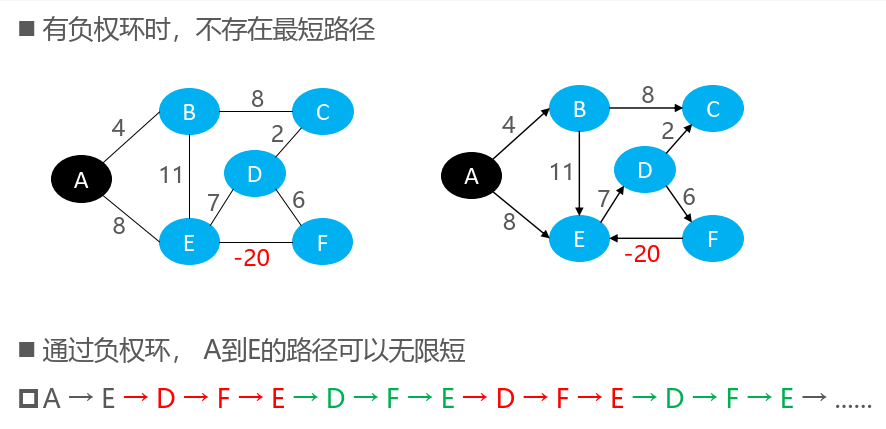 有负权环时，不存在最短路径
B 8 C B 8 C
4 2 4 2
A 11 D A 11 D
7 6 7 6
8 E F 8 E F
-20 -20
通过负权环， A到E的路径可以无限短
A → E → D → F → E → D → F → E → D → F → E → D → F → E → ……